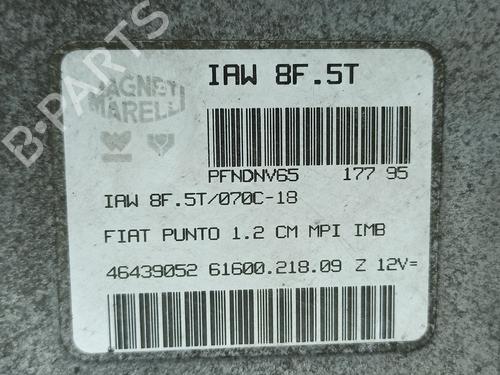 IAW 8F.5T
MAGNETI
MARELLI
PFNDNV65 177 95
IAW 8F.5T/070C-18
FIAT PUNTO 1.2 CM MPI IMB
46439052 61600.218.09 Z 12V=
B-PARTS